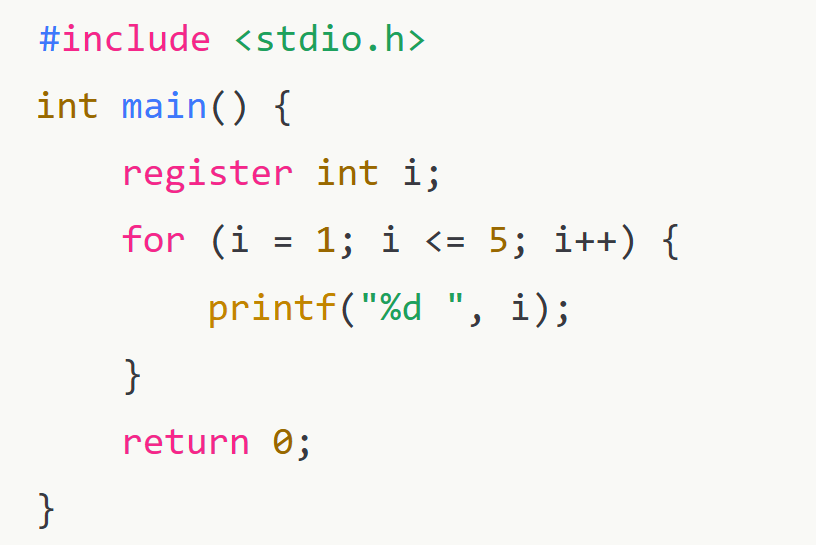 #include <stdio.h>
int main() {
    register int i;
    for (i = 1; i <= 5; i++) {
        printf("%d ", i);
    }
    return 0;
}